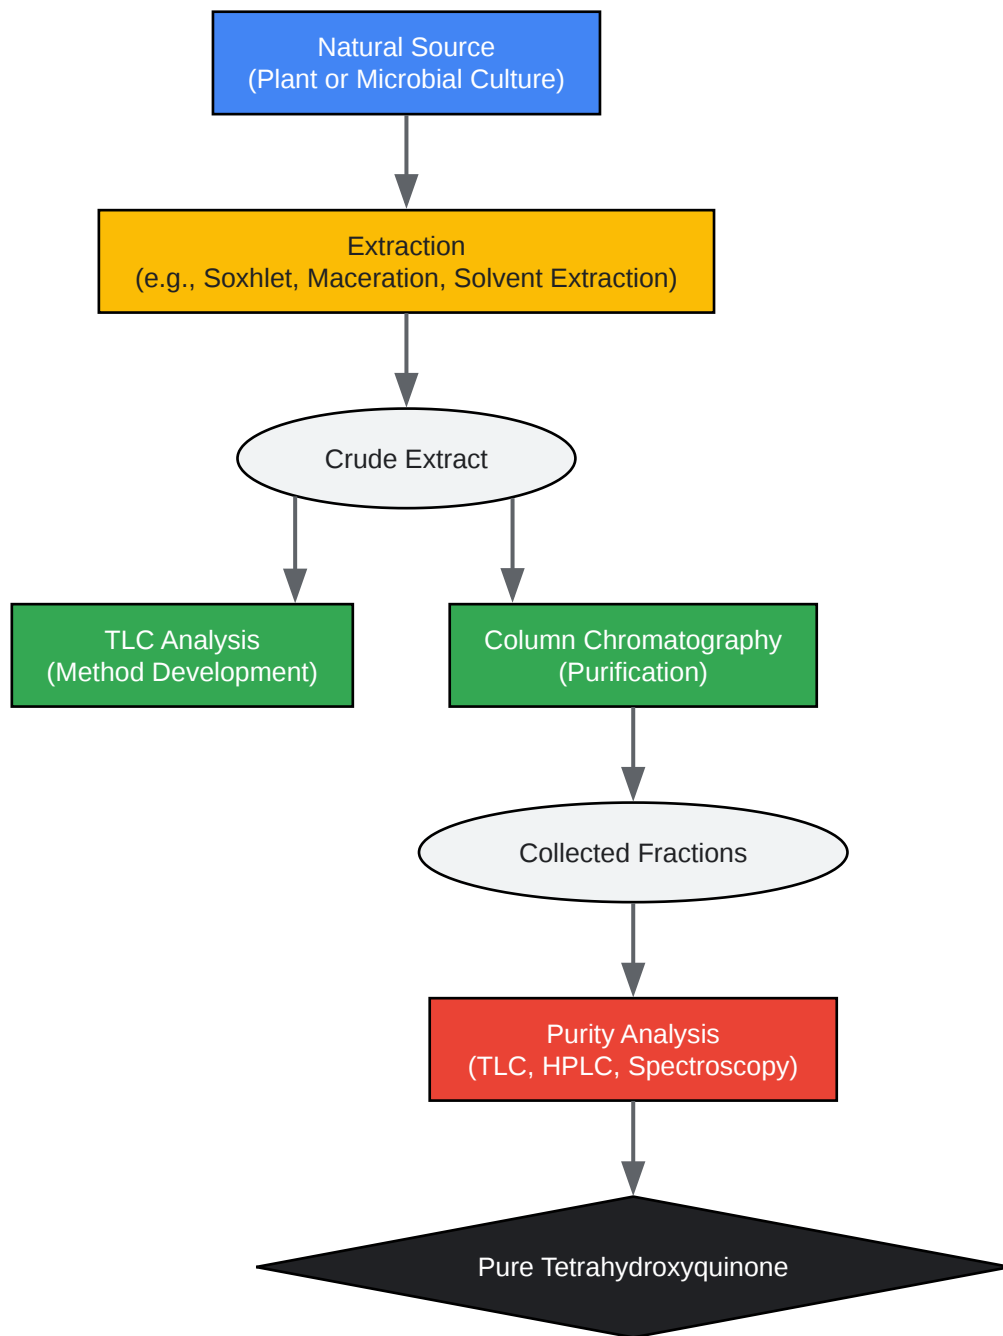 Natural Source
(Plant or Microbial Culture)
Extraction
(e.g., Soxhlet, Maceration, Solvent Extraction)
Crude Extract
TLC Analysis
(Method Development)
Column Chromatography
(Purification)
Collected Fractions
Purity Analysis
(TLC, HPLC, Spectroscopy)
Pure Tetrahydroxyquinone